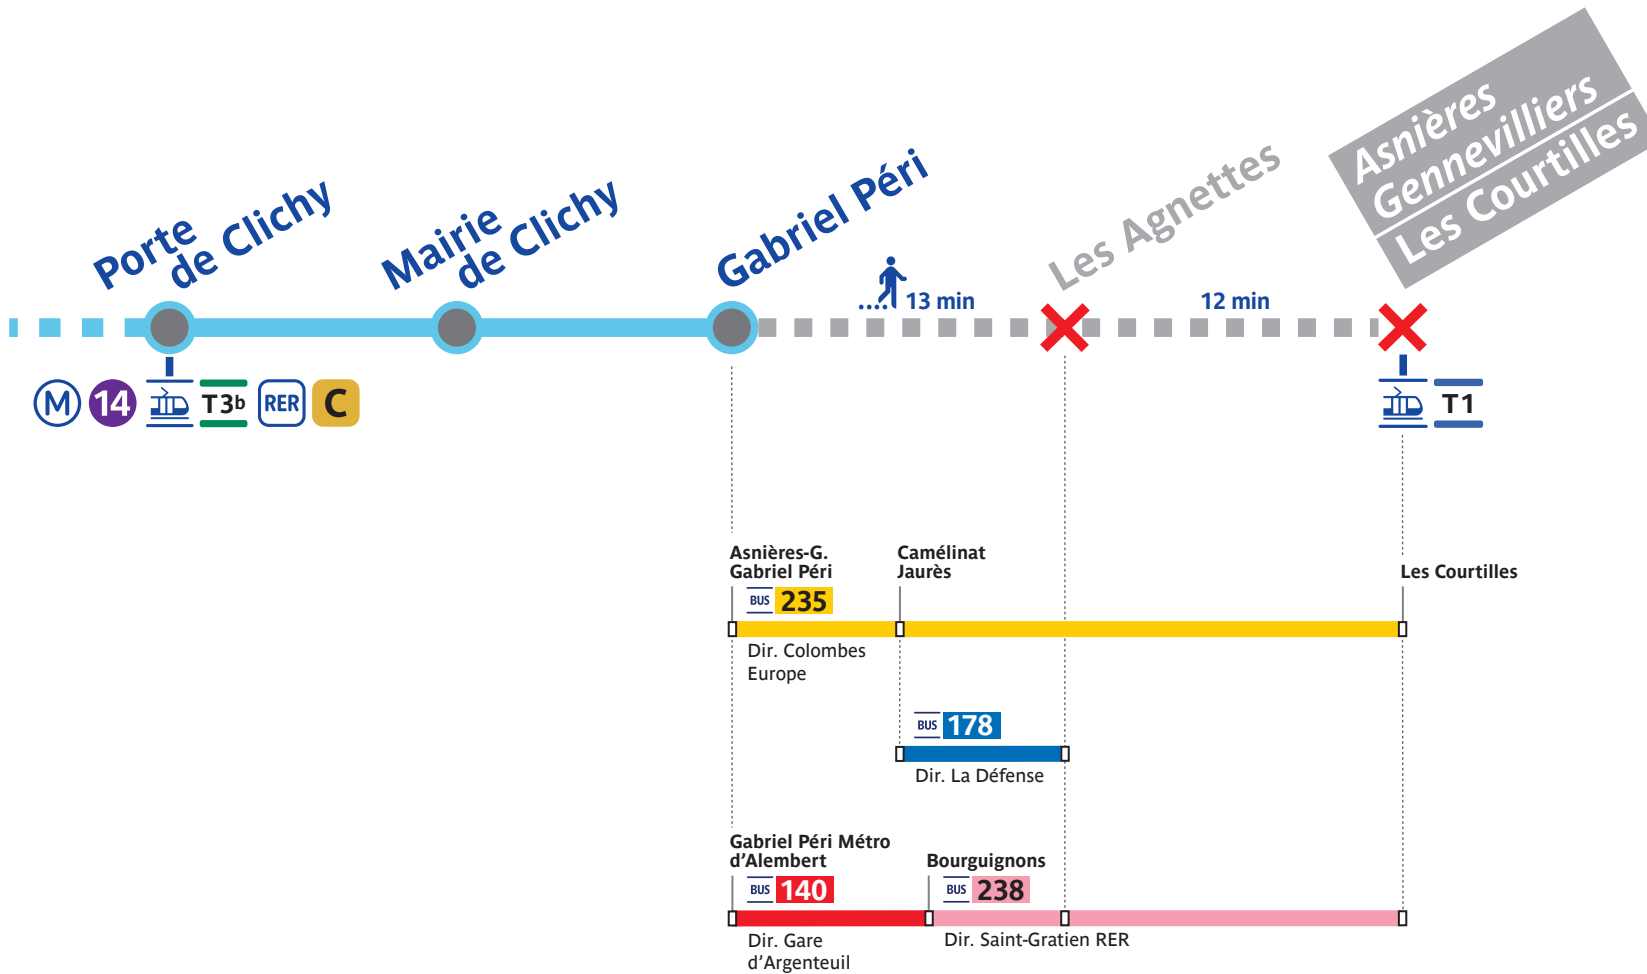 Porte
de Clichy
Mairie
de Clichy
Gabriel Péri
Les Agnettes
Asnières
Gennevilliers
Les Courtilles
13 min
12 min
M 14 T3b RER C
T1
Asnières-G.
Gabriel Péri
Camélinat
Jaurès
Les Courtilles
BUS 235
Dir. Colombes
Europe
BUS 178
Dir. La Défense
Gabriel Péri Métro
d’Alembert
Bourguignons
BUS 140
BUS 238
Dir. Gare
d’Argenteuil
Dir. Saint-Gratien RER